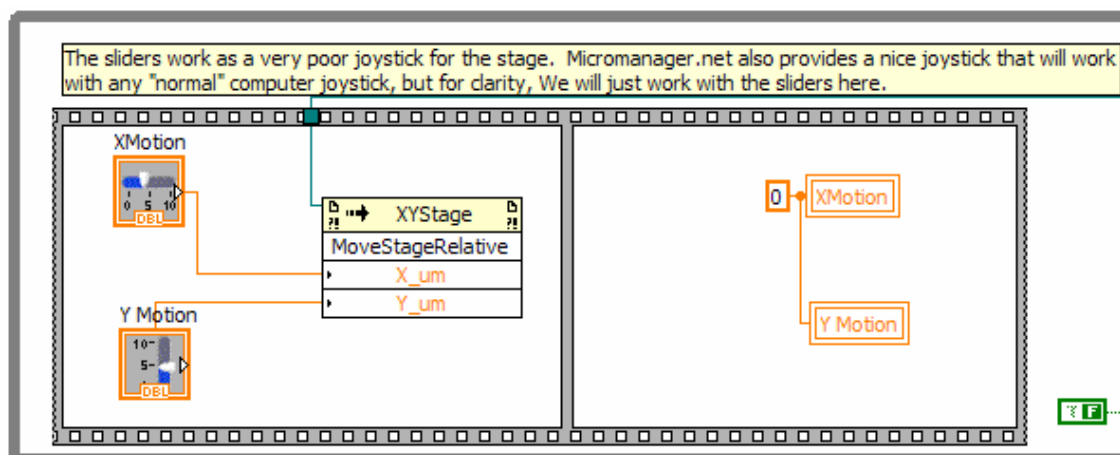 The sliders work as a very poor joystick for the stage.  Micromanager.net also provides a nice joystick that will work
with any "normal" computer joystick, but for clarity, We will just work with the sliders here.
XMotion
0 5 10
DBL
XYStage
MoveStageRelative
X_um
Y_um
Y Motion
10-
5-
DBL
0
XMotion
Y Motion
F